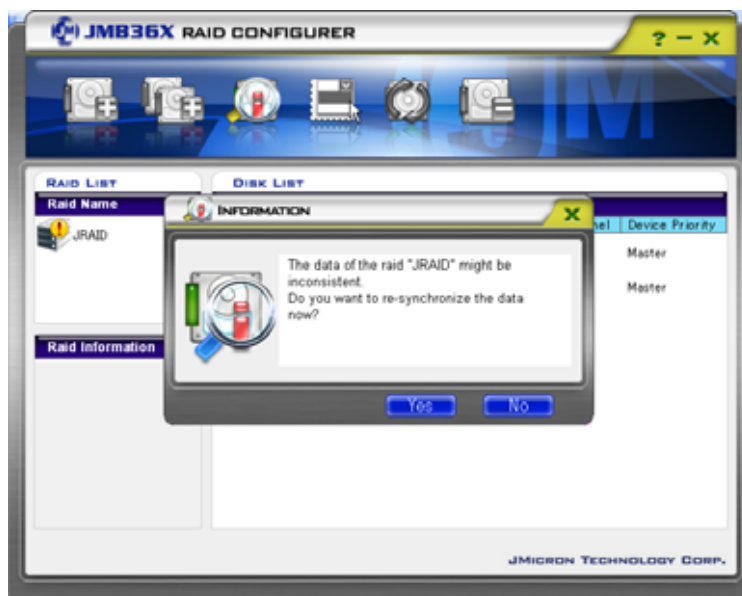 JMB36X RAID CONFIGURER
? – X
JM
RAID LIST
DISK LIST
Raid Name
nel Device Priority
JRAID
Master
Master
INFORMATION
X
The data of the raid "JRAID" might be
inconsistent.
Do you want to re-synchronize the data
now?
Yes No
Raid Information
JMICRON TECHNOLOGY CORP.